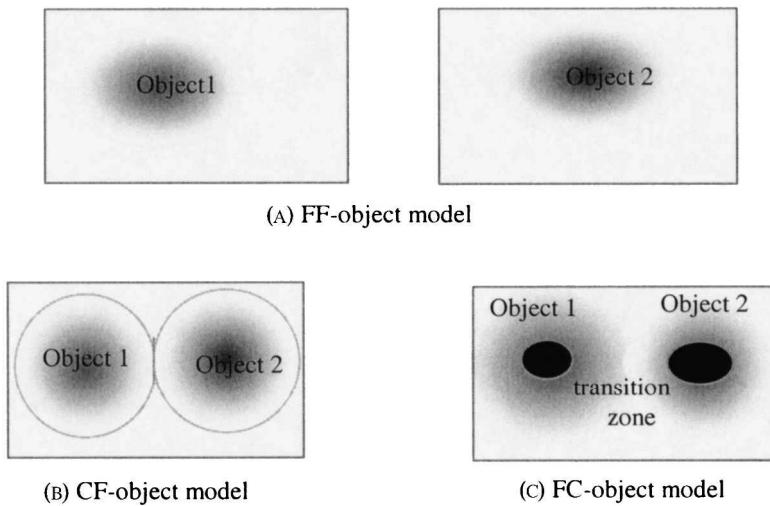 Object1
Object 2
(A) FF-object model
Object 1
Object 2
Object 1
Object 2
transition
zone
(B) CF-object model
(C) FC-object model